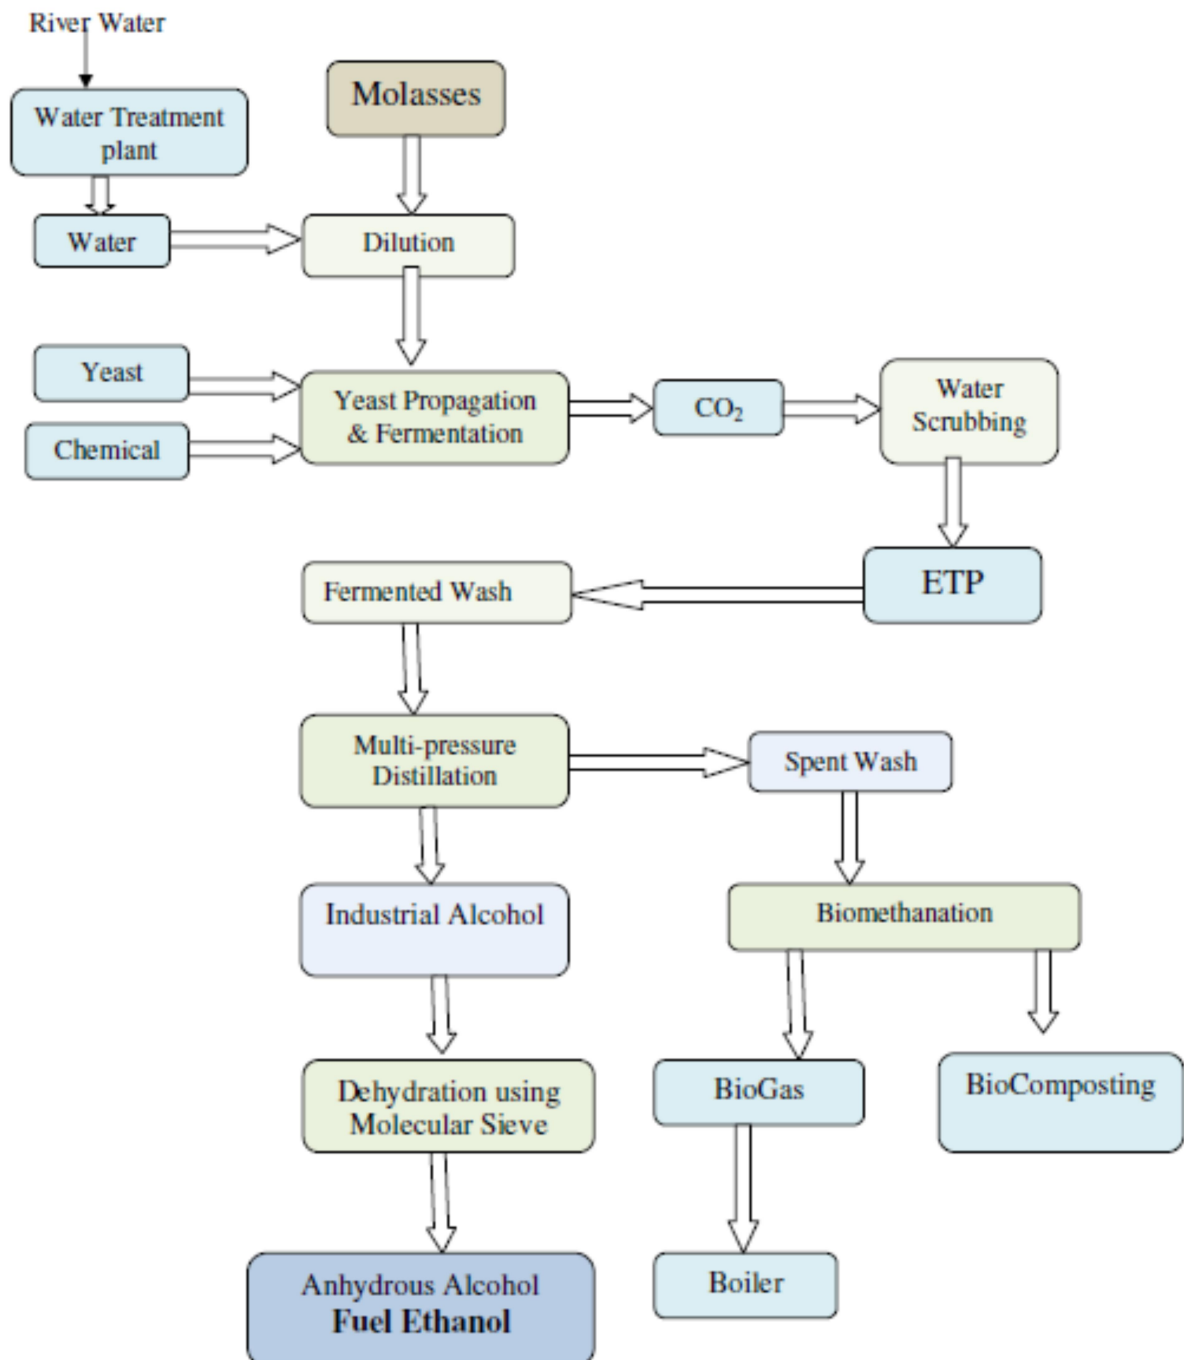 River Water
Water Treatment
plant
Molasses
Water
Dilution
Yeast
Chemical
Yeast Propagation
& Fermentation
CO₂
Water
Scrubbing
ETP
Fermented Wash
Multi-pressure
Distillation
Spent Wash
Industrial Alcohol
Biomethanation
Dehydration using
Molecular Sieve
BioGas
BioComposting
Anhydrous Alcohol
Fuel Ethanol
Boiler